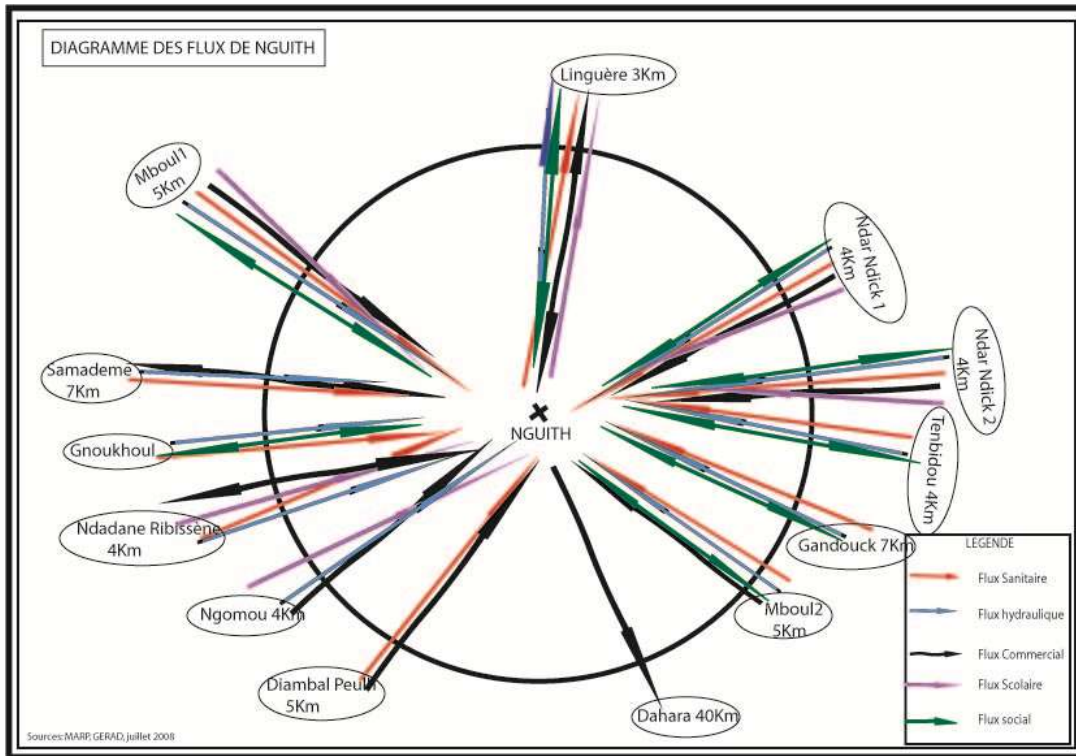 DIAGRAMME DES FLUX DE NGUITH
Linguère 3Km
Mboul1
5Km
Ndar Ndick 1
4Km
Ndar Ndick 2
4Km
Samademe
7Km
Gnoukhoul
NGUITH
Tenbidou 4Km
Ndadane Ribissène
4Km
Gandouck 7Km
Ngomou 4Km
Mboul2
5Km
Diambal Peulh
5Km
Dahara 40Km
LEGENDE
Flux Sanitaire
Flux hydraulique
Flux Commercial
Flux Scolaire
Flux social
Sources:MARP, GERAD, juillet 2008